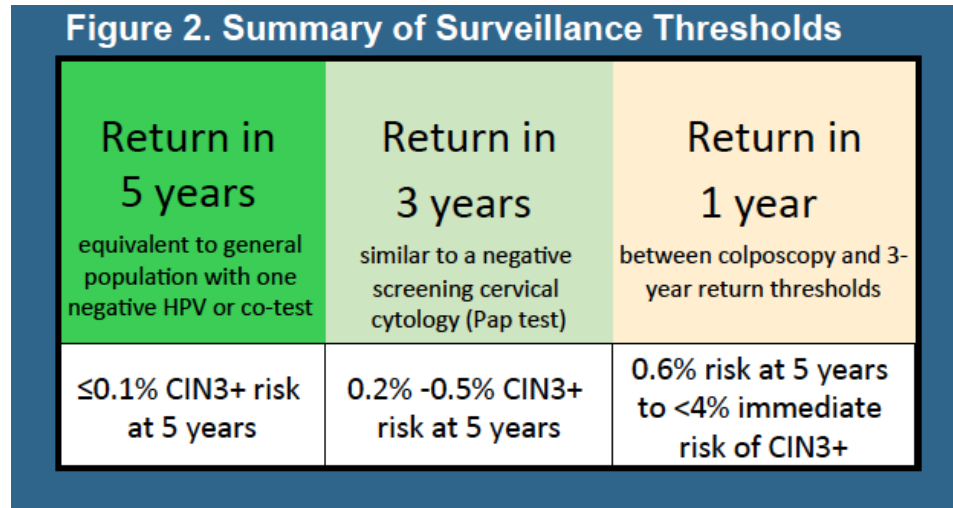 Figure 2. Summary of Surveillance Thresholds
Return in
5 years
equivalent to general
population with one
negative HPV or co-test
Return in
3 years
similar to a negative
screening cervical
cytology (Pap test)
Return in
1 year
between colposcopy and 3-
year return thresholds
≤0.1% CIN3+ risk
at 5 years
0.2% -0.5% CIN3+
risk at 5 years
0.6% risk at 5 years
to <4% immediate
risk of CIN3+